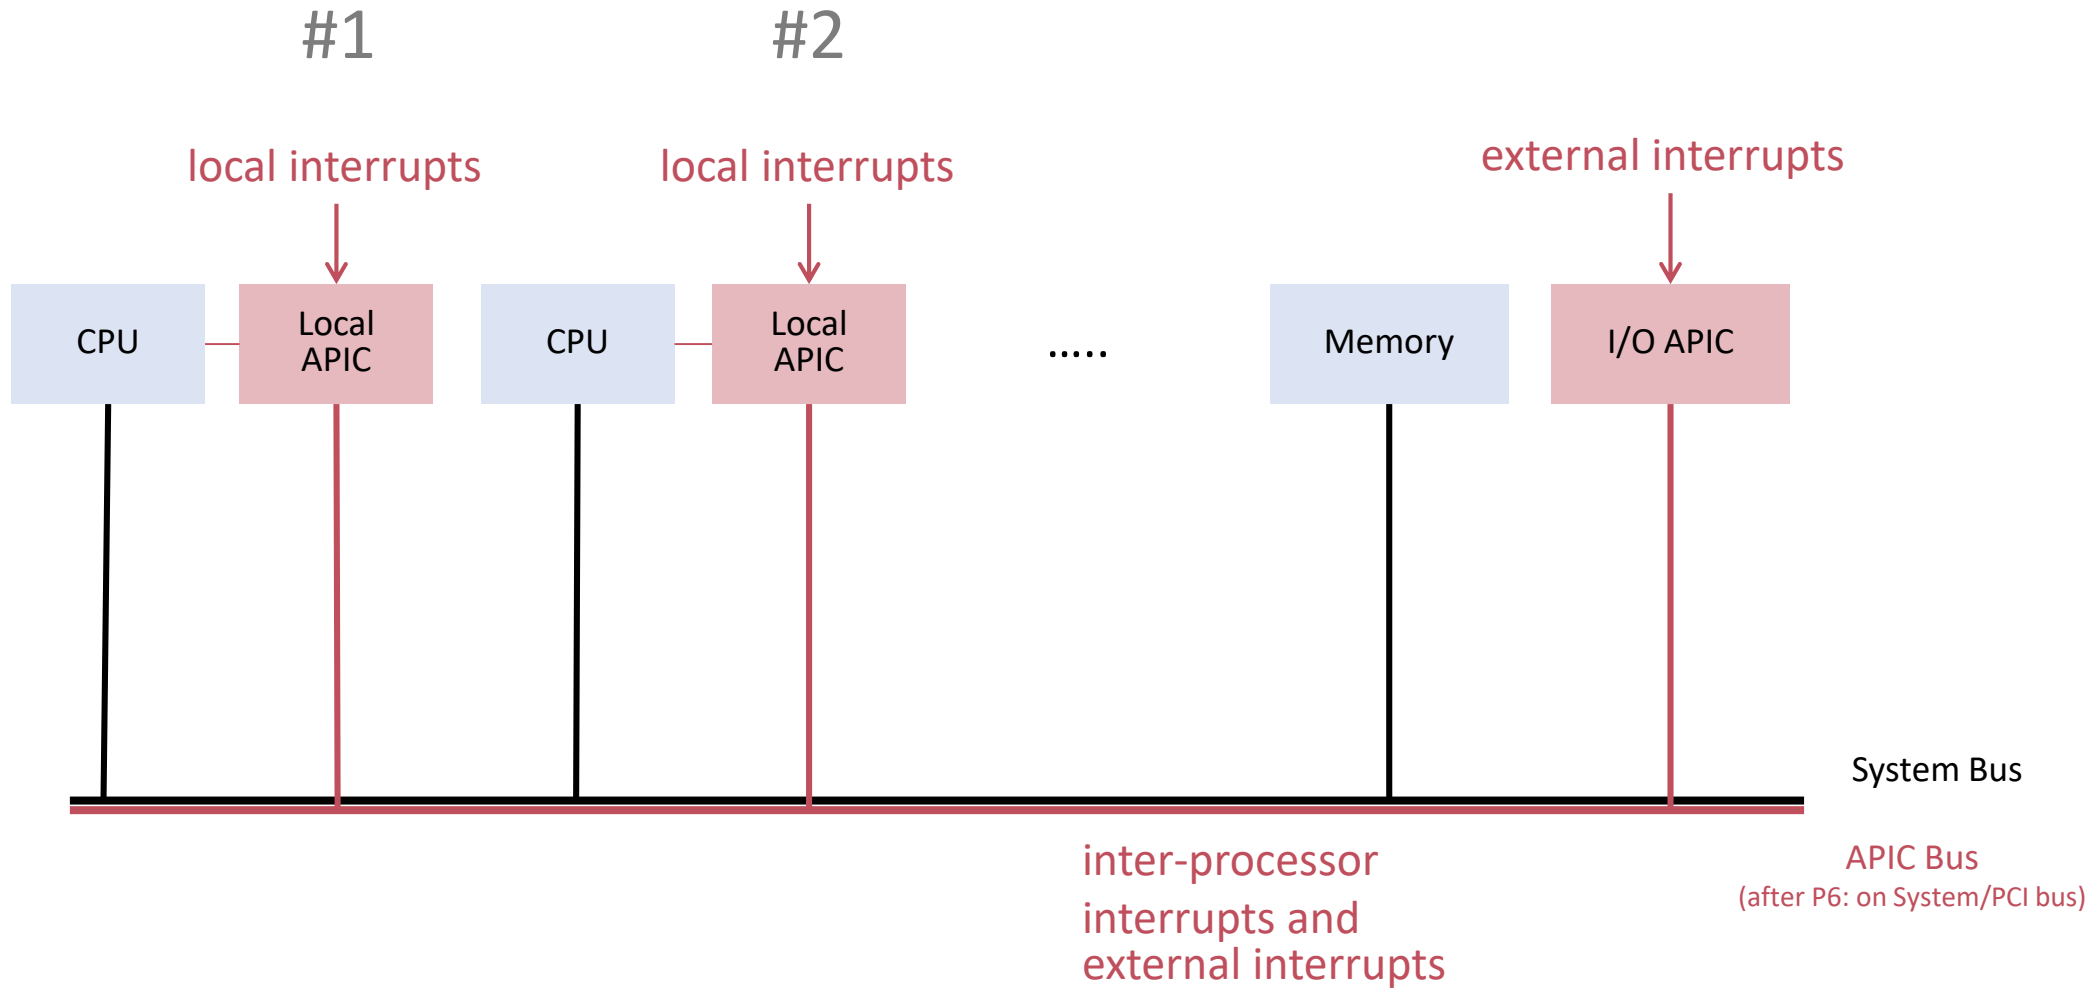 #1
#2
local interrupts
local interrupts
external interrupts
CPU
Local
APIC
CPU
Local
APIC
.....
Memory
I/O APIC
System Bus
inter-processor
interrupts and
external interrupts
APIC Bus
(after P6: on System/PCI bus)